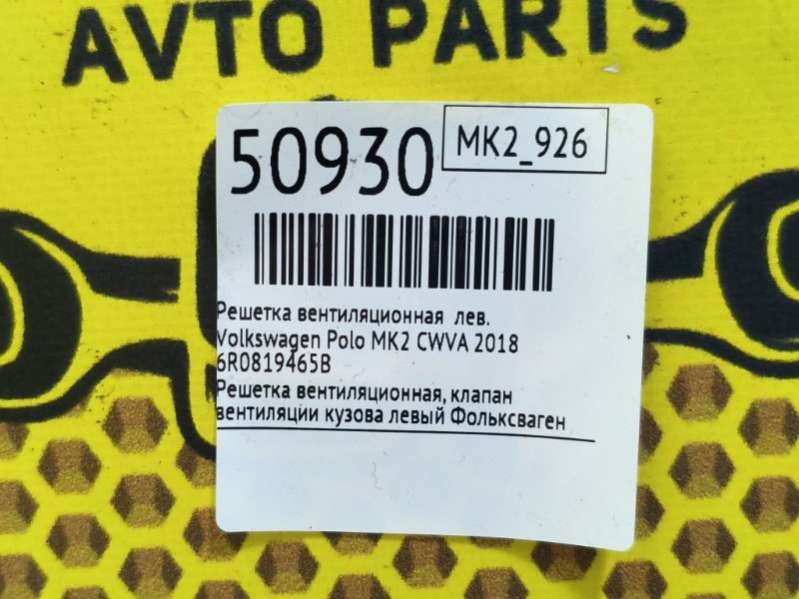 AVTO PARTS
50930
MK2_926
Решетка вентиляционная лев.
Volkswagen Polo MK2 CWVA 2018
6R0819465B
Решетка вентиляционная, клапан
вентиляции кузова левый Фольксваген